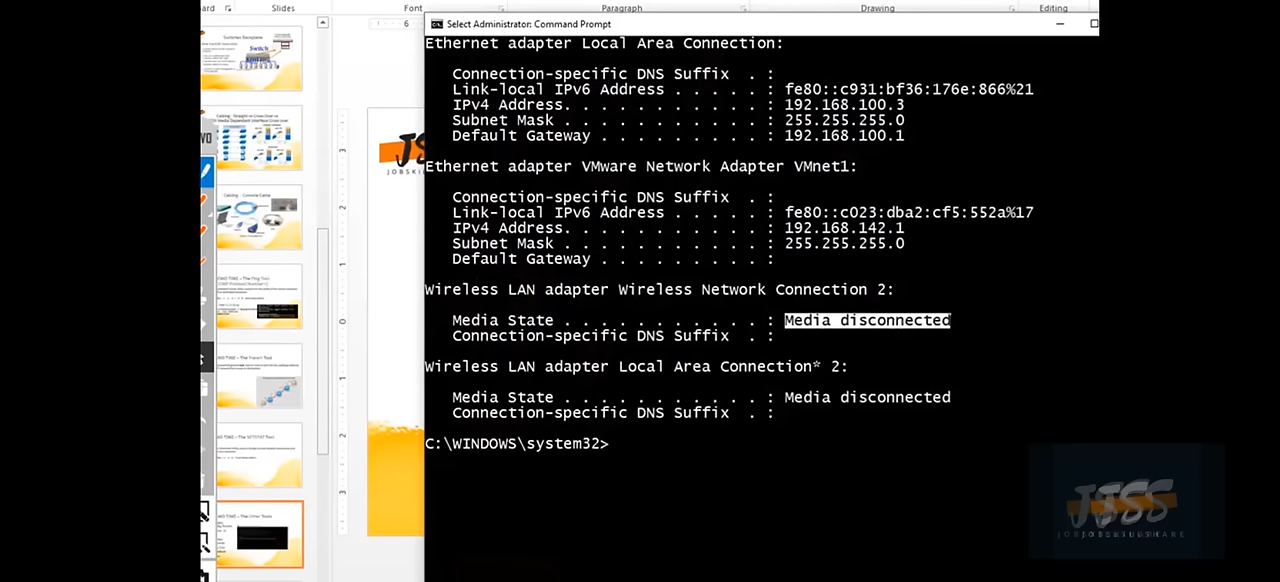 Slides
Font
Paragraph
Drawing
Editing
6
Select Administrator: Command Prompt
Ethernet adapter Local Area Connection:
Connection-specific DNS Suffix . :
Link-local IPv6 Address . . . . . : fe80::c931:bf36:176e:866%21
IPv4 Address. . . . . . . . . . . : 192.168.100.3
Subnet Mask . . . . . . . . . . . : 255.255.255.0
Default Gateway . . . . . . . . . : 192.168.100.1
Ethernet adapter VMware Network Adapter VMnet1:
Connection-specific DNS Suffix . :
Link-local IPv6 Address . . . . . : fe80::c023:dba2:cf5:552a%17
IPv4 Address. . . . . . . . . . . : 192.168.142.1
Subnet Mask . . . . . . . . . . . : 255.255.255.0
Default Gateway . . . . . . . . . :
Wireless LAN adapter Wireless Network Connection 2:
Media State . . . . . . . . . . . : Media disconnected
Connection-specific DNS Suffix . :
Wireless LAN adapter Local Area Connection* 2:
Media State . . . . . . . . . . . : Media disconnected
Connection-specific DNS Suffix . :
C:\WINDOWS\system32>
Switches Backplane
Switch